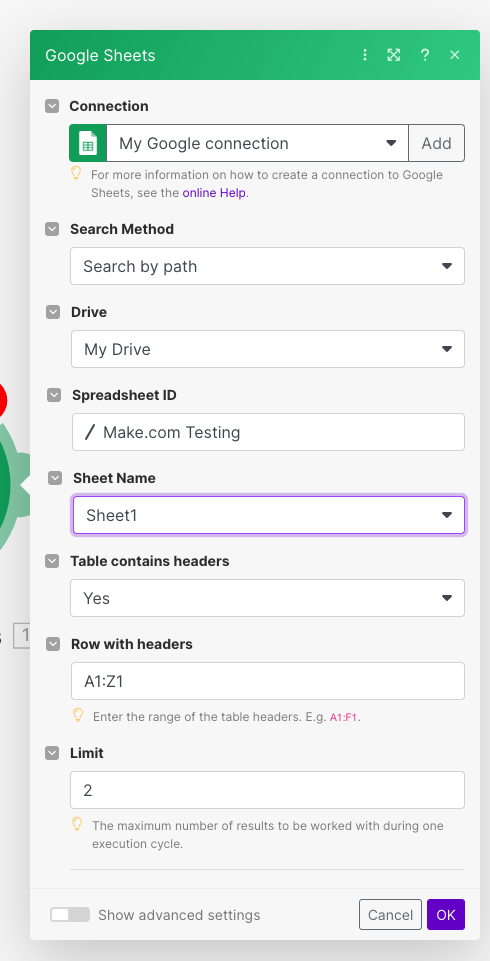 Google Sheets
Connection
My Google connection
Add
For more information on how to create a connection to Google
Sheets, see the online Help.
Search Method
Search by path
Drive
My Drive
Spreadsheet ID
/ Make.com Testing
Sheet Name
Sheet1
Table contains headers
Yes
Row with headers
1
A1:Z1
Enter the range of the table headers. E.g. A1:F1.
Limit
2
The maximum number of results to be worked with during one
execution cycle.
Show advanced settings
Cancel
OK